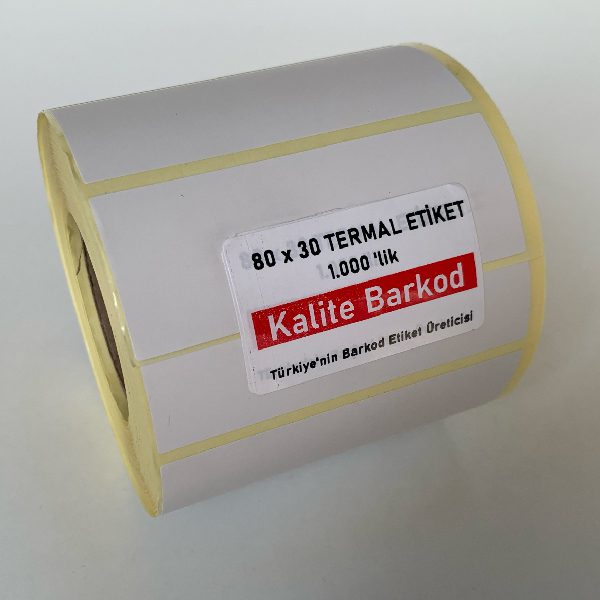 80 x 30 TERMAL ETİKET
1.000 'lik
Kalite Barkod
Türkiye'nin Barkod Etiket Üreticisi